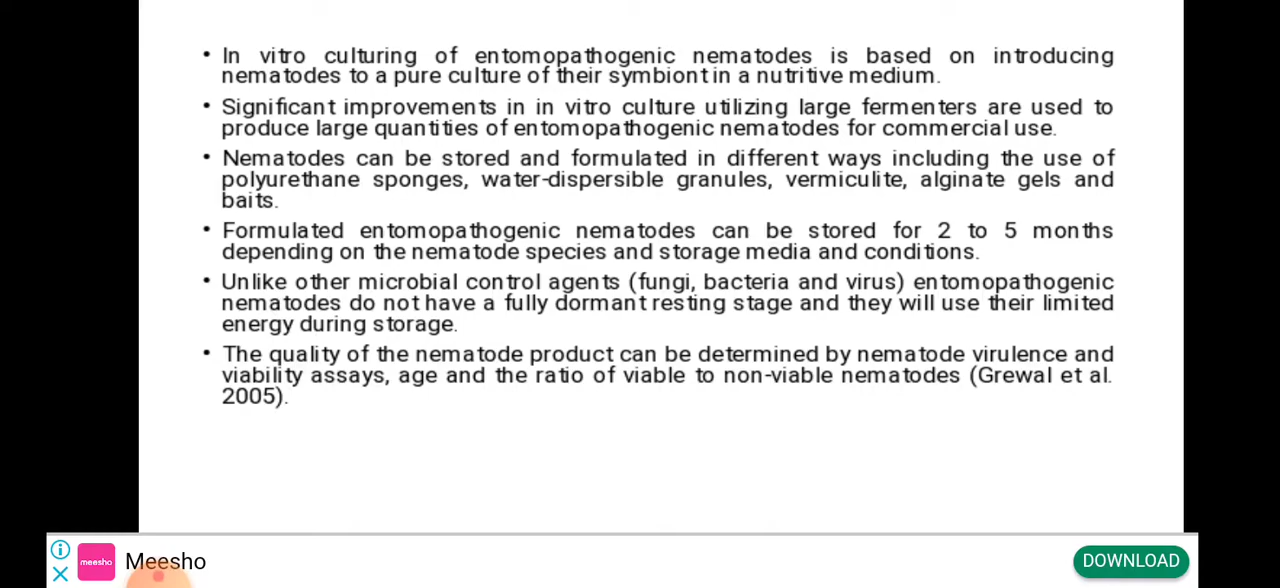 • In vitro culturing of entomopathogenic nematodes is based on introducing
nematodes to a pure culture of their symbiont in a nutritive medium.
• Significant improvements in in vitro culture utilizing large fermenters are used to
produce large quantities of entomopathogenic nematodes for commercial use.
• Nematodes can be stored and formulated in different ways including the use of
polyurethane sponges, water-dispersible granules, vermiculite, alginate gels and
baits.
• Formulated entomopathogenic nematodes can be stored for 2 to 5 months
depending on the nematode species and storage media and conditions.
• Unlike other microbial control agents (fungi, bacteria and virus) entomopathogenic
nematodes do not have a fully dormant resting stage and they will use their limited
energy during storage.
• The quality of the nematode product can be determined by nematode virulence and
viability assays, age and the ratio of viable to non-viable nematodes (Grewal et al.
2005).
meesho
Meesho
DOWNLOAD